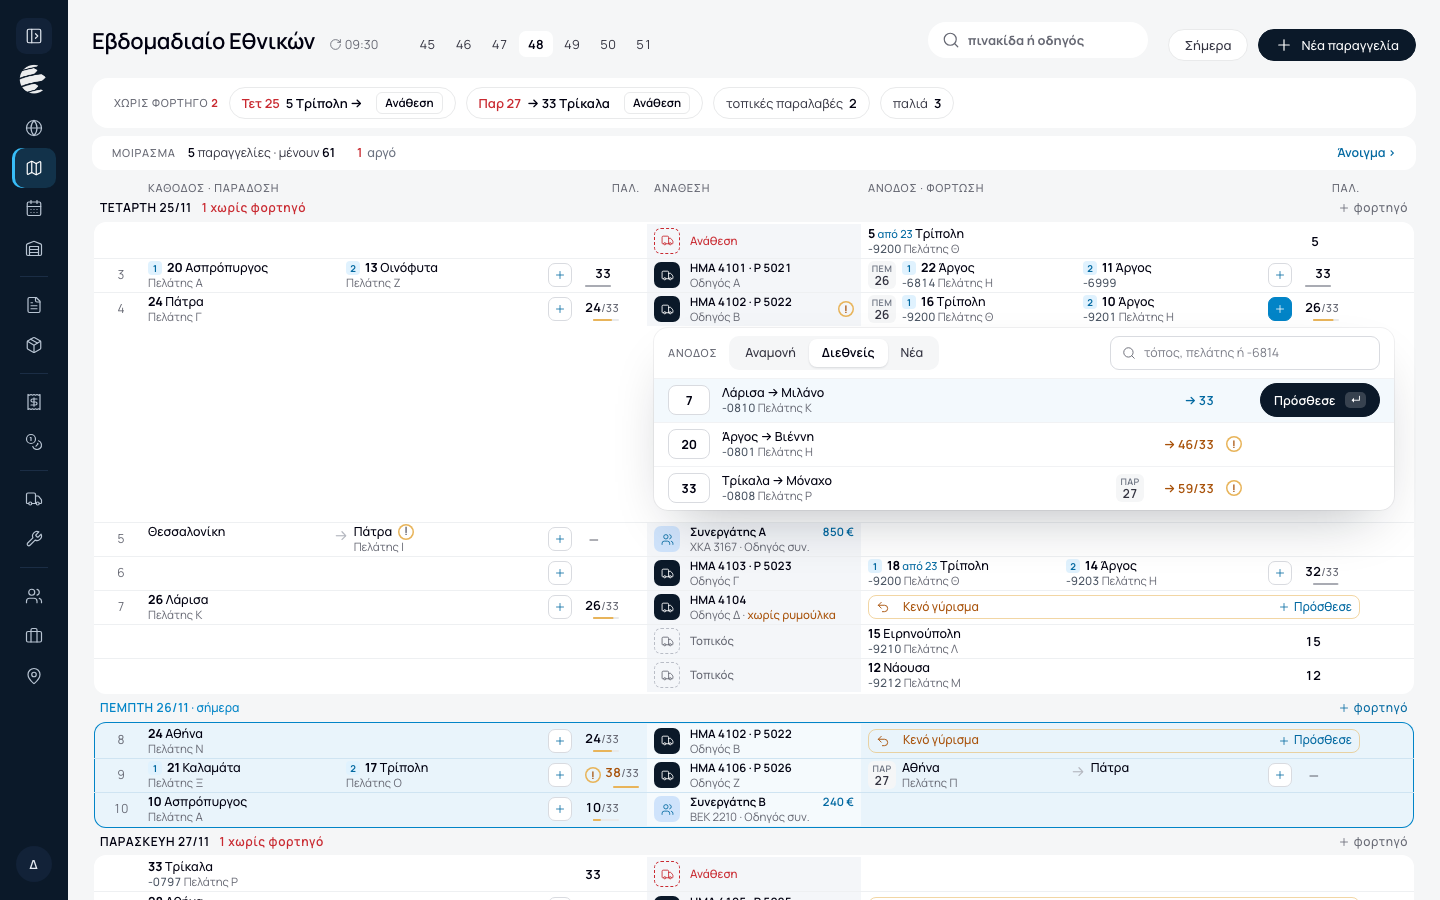 Εβδομαδιαίο Εθνικών 09:30 45 46 47 48 49 50 51 πινακίδα ή οδηγός Σήμερα Νέα παραγγελία
ΧΩΡΙΣ ΦΟΡΤΗΓΟ 2 Τετ 25 5 Τρίπολη → Ανάθεση Παρ 27 → 33 Τρίκαλα Ανάθεση τοπικές παραλαβές 2 παλιά 3
ΜΟΙΡΑΣΜΑ 5 παραγγελίες · μένουν 61 1 αργό Άνοιγμα ›
ΚΑΘΟΔΟΣ · ΠΑΡΑΔΟΣΗ ΠΑΛ. ΑΝΑΘΕΣΗ ΑΝΟΔΟΣ · ΦΟΡΤΩΣΗ ΠΑΛ.
ΤΕΤΑΡΤΗ 25/11 1 χωρίς φορτηγό + φορτηγό
Ανάθεση 5 από 23 Τρίπολη 5
-9200 Πελάτης Θ
3 1 20 Ασπρόπυργος 2 13 Οινόφυτα + 33 ΗΜΑ 4101 · Ρ 5021 ΠΕΜ 26 1 22 Άργος 2 11 Άργος + 33
Πελάτης Α Πελάτης Ζ Οδηγός Α -6814 Πελάτης Η -6999
4 24 Πάτρα + 24/33 ΗΜΑ 4102 · Ρ 5022 ΠΕΜ 26 1 16 Τρίπολη 2 10 Άργος + 26/33
Πελάτης Γ Οδηγός Β -9200 Πελάτης Θ -9201 Πελάτης Η
ΑΝΟΔΟΣ Αναμονή Διεθνείς Νέα τόπος, πελάτης ή -6814
7 Λάρισα → Μιλάνο → 33 Πρόσθεσε ↵
-0810 Πελάτης Κ
20 Άργος → Βιέννη → 46/33
-0801 Πελάτης Η
33 Τρίκαλα → Μόναχο ΠΑΡ 27 → 59/33
-0808 Πελάτης Ρ
5 Θεσσαλονίκη → Πάτρα + – Συνεργάτης Α 850 €
Πελάτης Ι ΧΚΑ 3167 · Οδηγός συν.
6 + ΗΜΑ 4103 · Ρ 5023 1 18 από 23 Τρίπολη 2 14 Άργος + 32/33
Οδηγός Γ -9200 Πελάτης Θ -9203 Πελάτης Η
7 26 Λάρισα + 26/33 ΗΜΑ 4104 Κενό γύρισμα + Πρόσθεσε
Πελάτης Κ Οδηγός Δ · χωρίς ρυμούλκα
Τοπικός 15 Ειρηνούπολη 15
-9210 Πελάτης Λ
Τοπικός 12 Νάουσα 12
-9212 Πελάτης Μ
ΠΕΜΠΤΗ 26/11 · σήμερα + φορτηγό
8 24 Αθήνα + 24/33 ΗΜΑ 4102 · Ρ 5022 Κενό γύρισμα + Πρόσθεσε
Πελάτης Ν Οδηγός Β
9 1 21 Καλαμάτα 2 17 Τρίπολη + 38/33 ΗΜΑ 4106 · Ρ 5026 ΠΑΡ 27 Αθήνα → Πάτρα + –
Πελάτης Ξ Πελάτης Ο Οδηγός Ζ Πελάτης Π
10 10 Ασπρόπυργος + 10/33 Συνεργάτης Β 240 €
Πελάτης Α ΒΕΚ 2210 · Οδηγός συν.
ΠΑΡΑΣΚΕΥΗ 27/11 1 χωρίς φορτηγό + φορτηγό
33 Τρίκαλα 33 Ανάθεση
-0797 Πελάτης Ρ
Δ